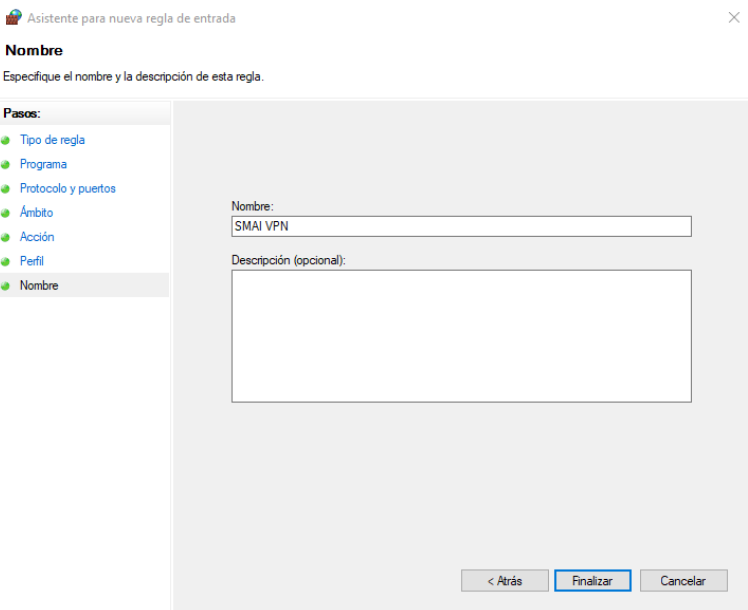 Asistente para nueva regla de entrada
Nombre
Especifique el nombre y la descripción de esta regla.
Pasos:
Tipo de regla
Programa
Protocolo y puertos
Ámbito
Acción
Perfil
Nombre
Nombre:
SMAI VPN
Descripción (opcional):
< Atrás Finalizar Cancelar